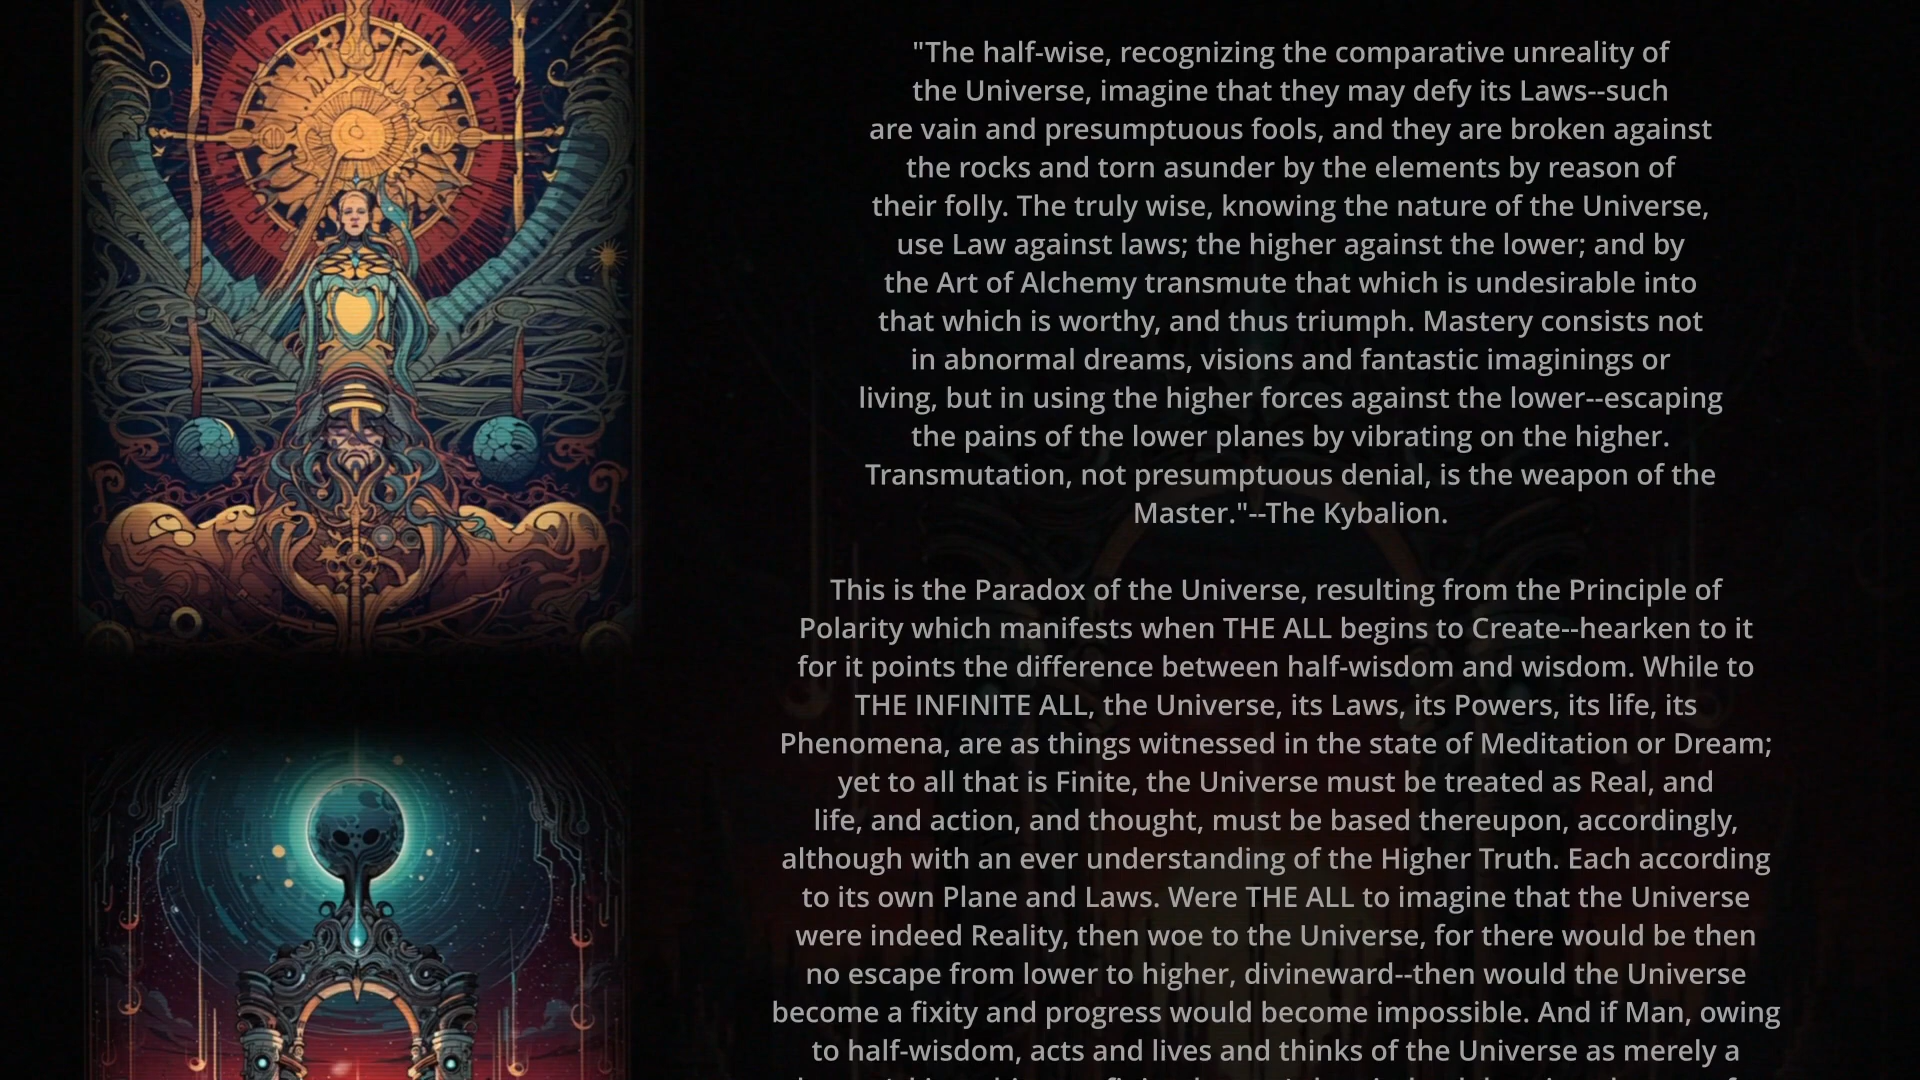 "The half-wise, recognizing the comparative unreality of
the Universe, imagine that they may defy its Laws--such
are vain and presumptuous fools, and they are broken against
the rocks and torn asunder by the elements by reason of
their folly. The truly wise, knowing the nature of the Universe,
use Law against laws; the higher against the lower; and by
the Art of Alchemy transmute that which is undesirable into
that which is worthy, and thus triumph. Mastery consists not
in abnormal dreams, visions and fantastic imaginings or
living, but in using the higher forces against the lower--escaping
the pains of the lower planes by vibrating on the higher.
Transmutation, not presumptuous denial, is the weapon of the
Master."--The Kybalion.
This is the Paradox of the Universe, resulting from the Principle of
Polarity which manifests when THE ALL begins to Create--hearken to it
for it points the difference between half-wisdom and wisdom. While to
THE INFINITE ALL, the Universe, its Laws, its Powers, its life, its
Phenomena, are as things witnessed in the state of Meditation or Dream;
yet to all that is Finite, the Universe must be treated as Real, and
life, and action, and thought, must be based thereupon, accordingly,
although with an ever understanding of the Higher Truth. Each according
to its own Plane and Laws. Were THE ALL to imagine that the Universe
were indeed Reality, then woe to the Universe, for there would be then
no escape from lower to higher, divineward--then would the Universe
become a fixity and progress would become impossible. And if Man, owing
to half-wisdom, acts and lives and thinks of the Universe as merely a